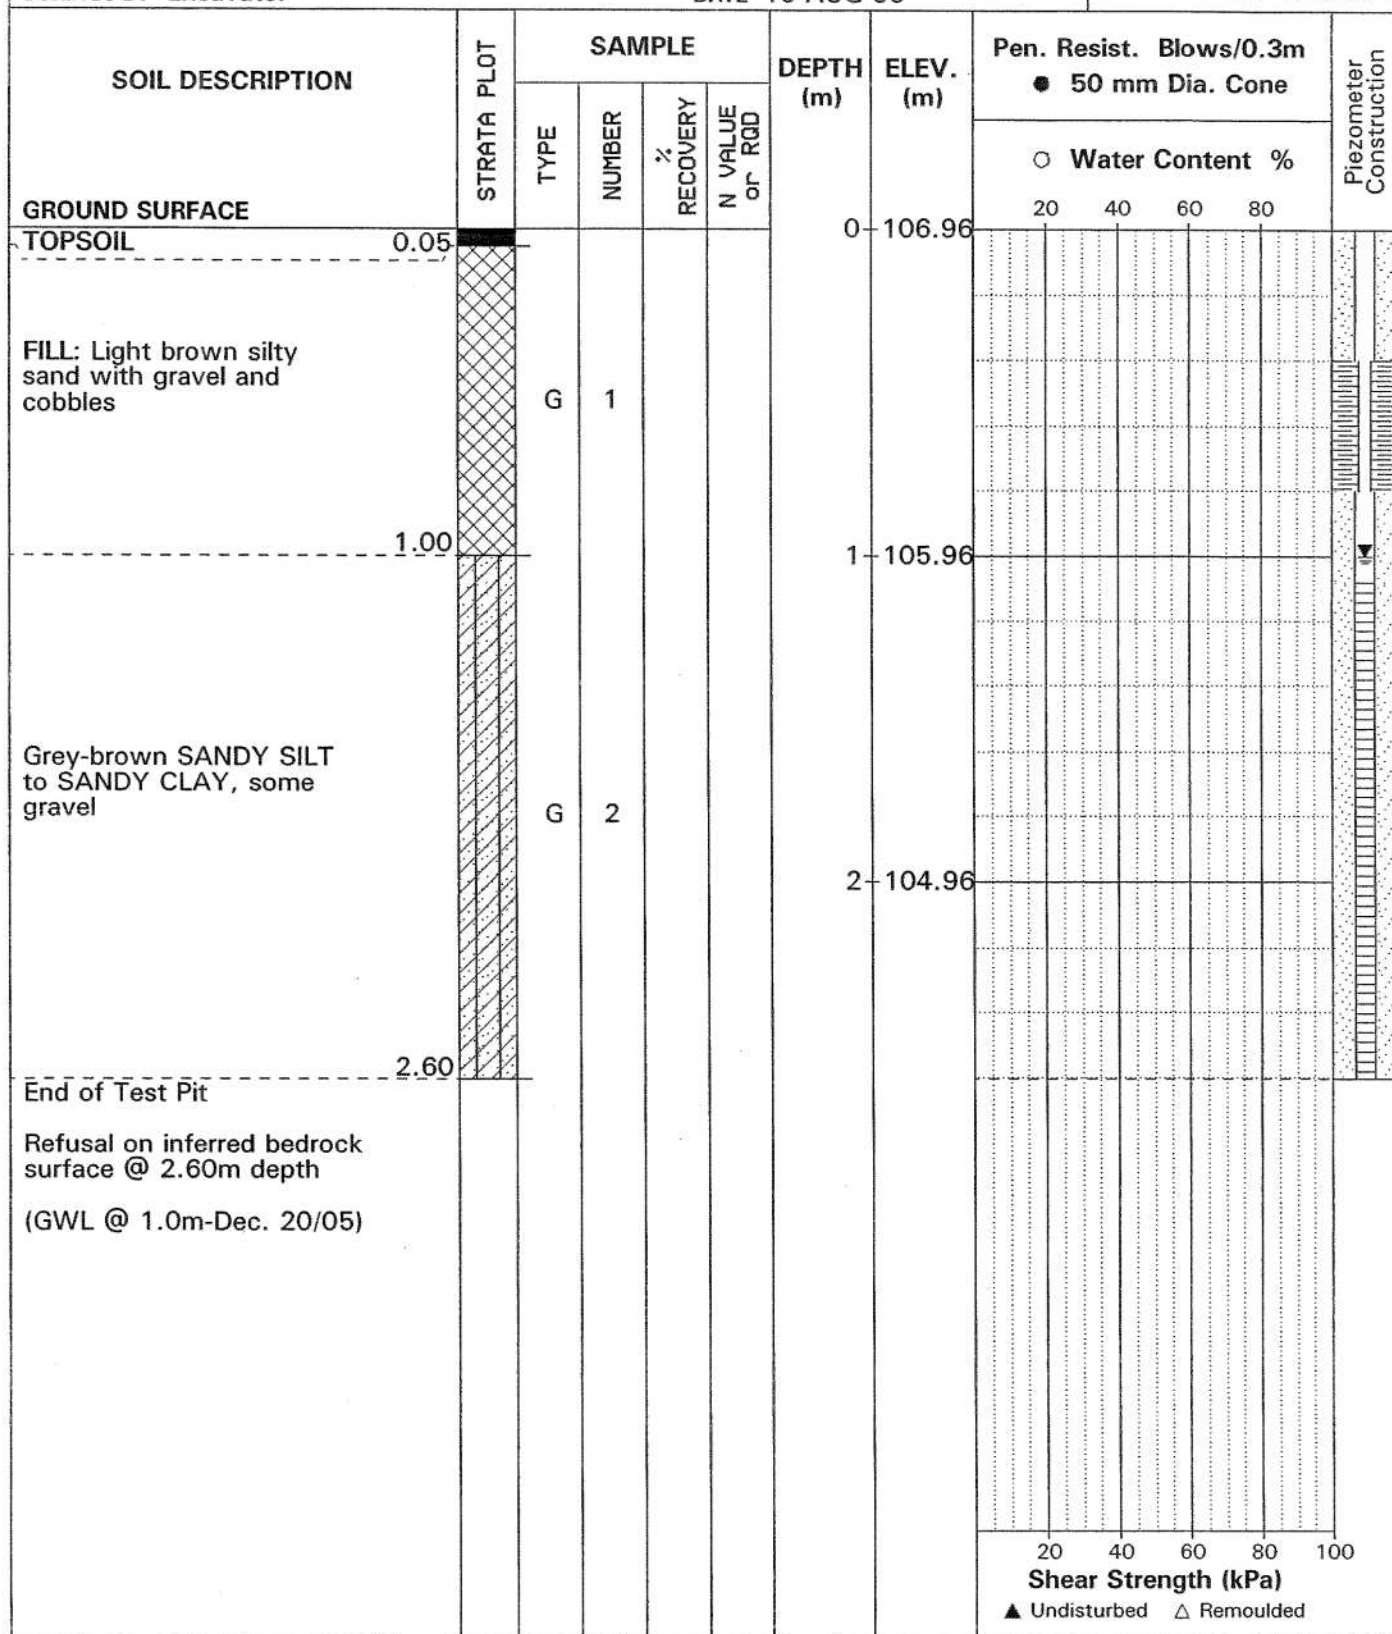 SOIL DESCRIPTION
GROUND SURFACE
STRATA PLOT
SAMPLE
TYPE
NUMBER
%
RECOVERY
N VALUE
or RQD
DEPTH
(m)
ELEV.
(m)
Pen. Resist. Blows/0.3m
● 50 mm Dia. Cone
○ Water Content %
20 40 60 80
Piezometer
Construction
TOPSOIL 0.05
0 106.96
FILL: Light brown silty
sand with gravel and
cobbles
G 1
1.00
1 105.96
Grey-brown SANDY SILT
to SANDY CLAY, some
gravel
G 2
2 104.96
2.60
End of Test Pit
Refusal on inferred bedrock
surface @ 2.60m depth
(GWL @ 1.0m-Dec. 20/05)
20 40 60 80 100
Shear Strength (kPa)
▲ Undisturbed △ Remoulded